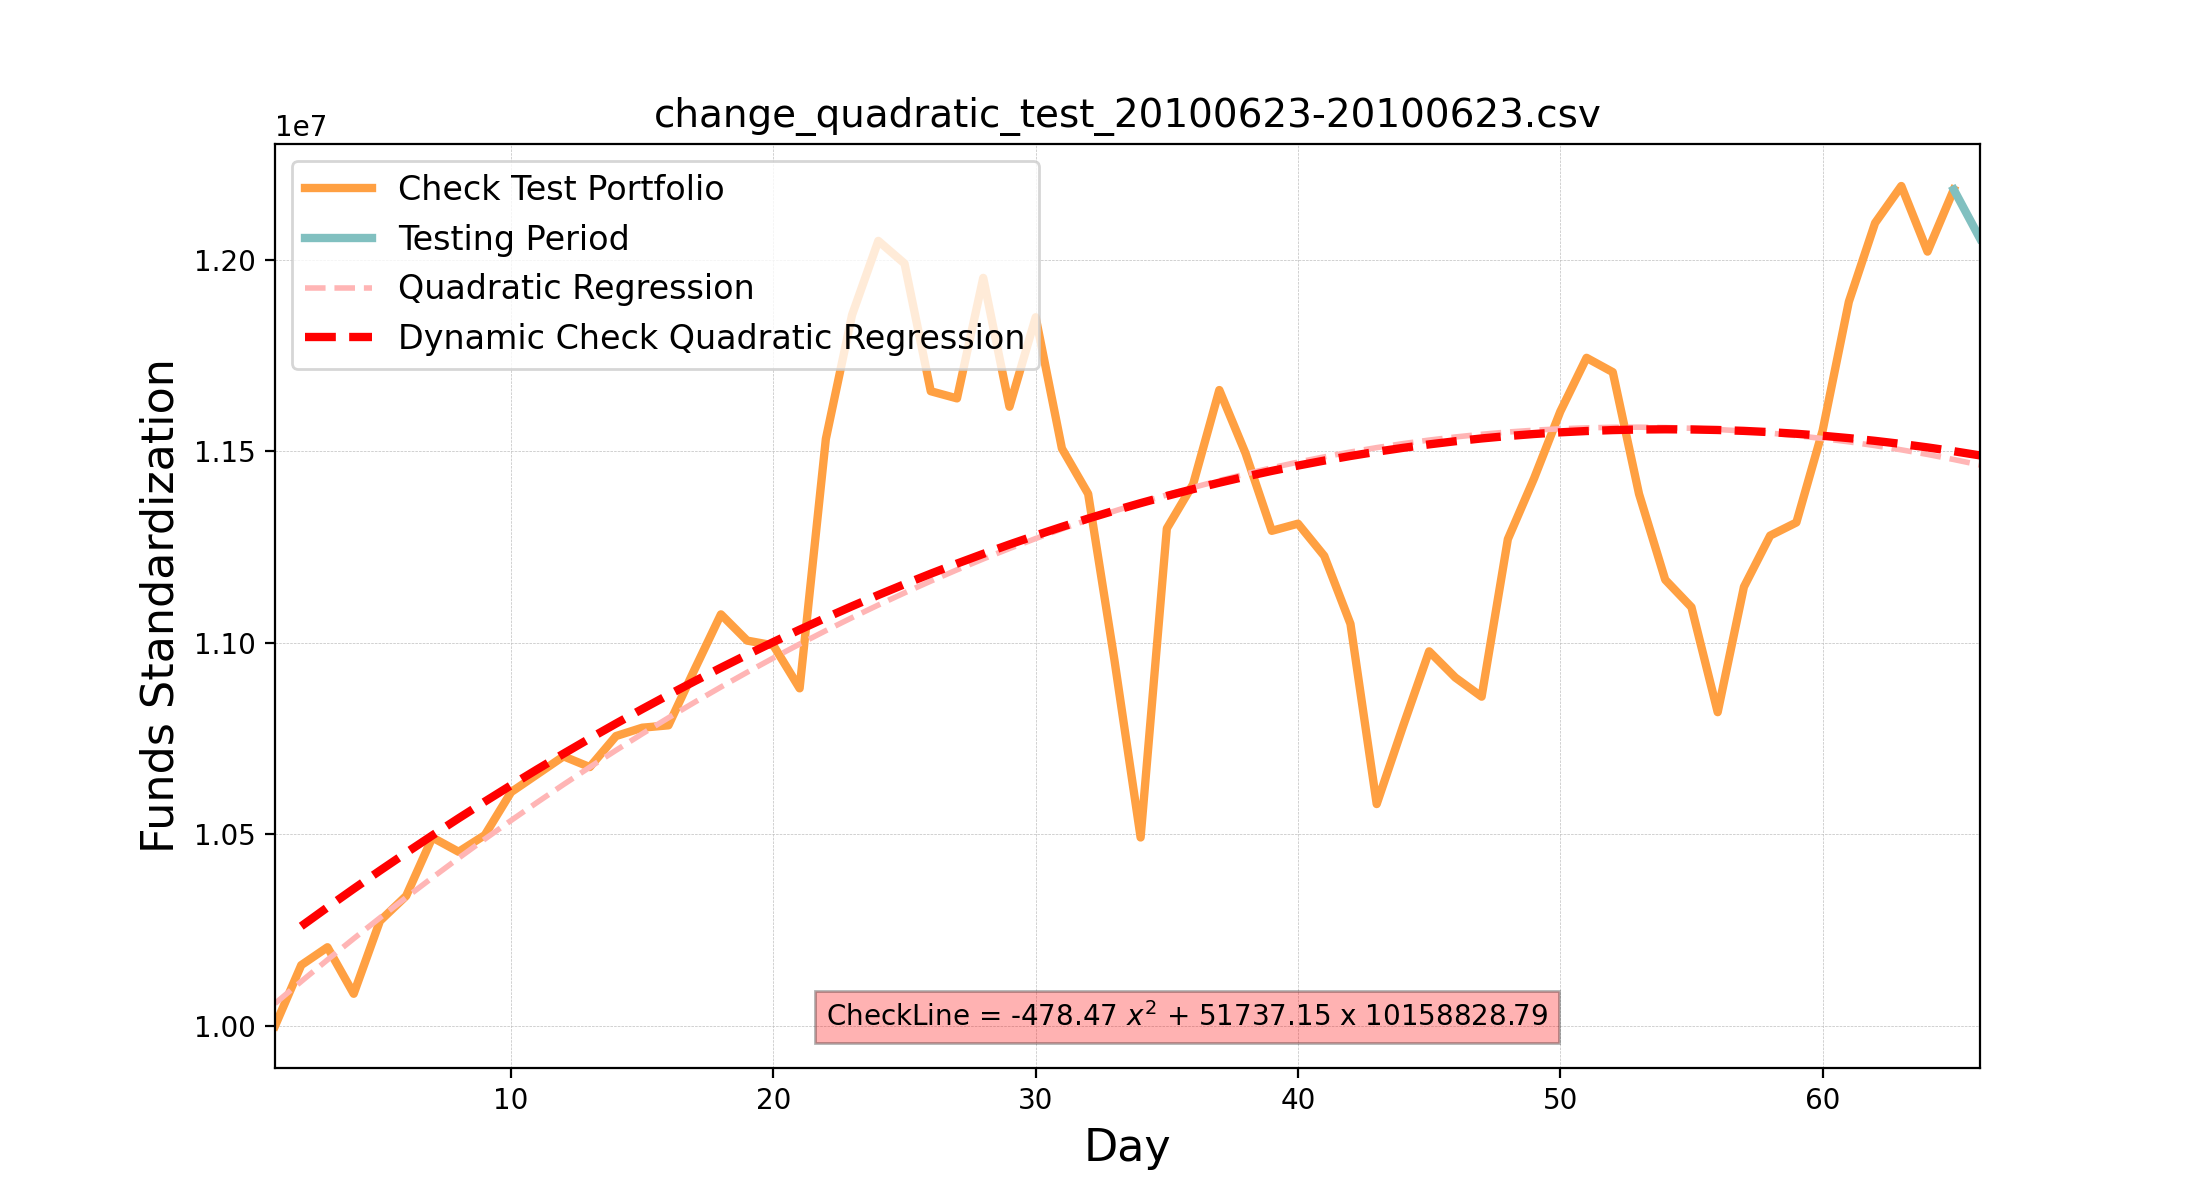 change_quadratic_test_20100623-20100623.csv
1e7
Check Test Portfolio
Testing Period
Quadratic Regression
Dynamic Check Quadratic Regression
1.20
1.15
1.10
1.05
1.00
Funds Standardization
CheckLine = -478.47 x² + 51737.15 x 10158828.79
10 20 30 40 50 60
Day